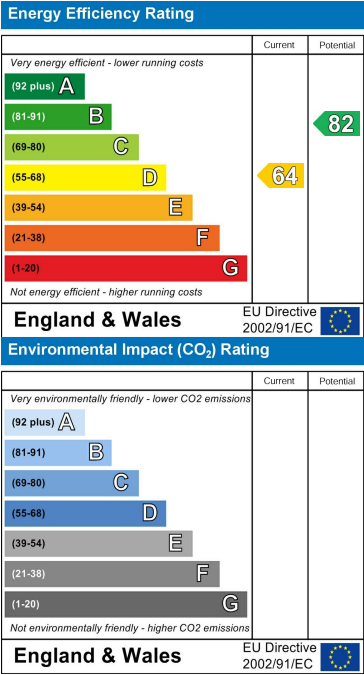 Energy Efficiency Rating
Current Potential
Very energy efficient - lower running costs
(92 plus) A
(81-91) B
82
(69-80) C
(55-68) D
64
(39-54) E
(21-38) F
(1-20) G
Not energy efficient - higher running costs
England & Wales
EU Directive
2002/91/EC
Environmental Impact (CO₂) Rating
Current Potential
Very environmentally friendly - lower CO2 emissions
(92 plus) A
(81-91) B
(69-80) C
(55-68) D
(39-54) E
(21-38) F
(1-20) G
Not environmentally friendly - higher CO2 emissions
England & Wales
EU Directive
2002/91/EC